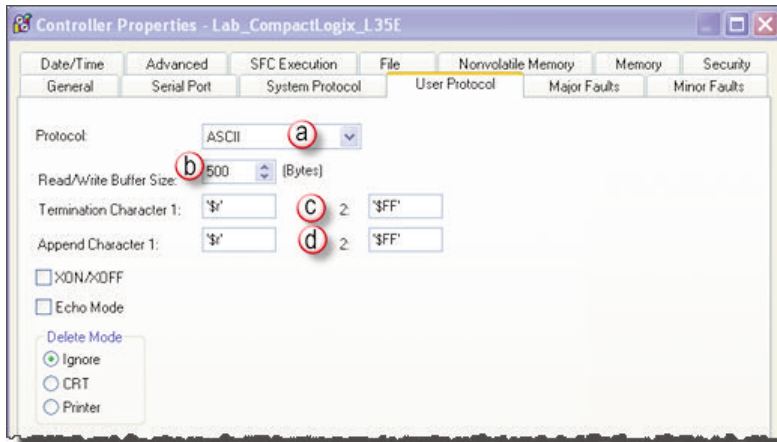 Controller Properties - Lab_CompactLogix_L35E
Date/Time Advanced SFC Execution File Nonvolatile Memory Memory Security
General Serial Port System Protocol User Protocol Major Faults Minor Faults
Protocol: ASCII a
b
Read/Write Buffer Size: 500 (Bytes)
Termination Character 1: '$r' c 2: '$FF'
Append Character 1: '$r' d 2: '$FF'
XON/XOFF
Echo Mode
Delete Mode
Ignore
CRT
Printer